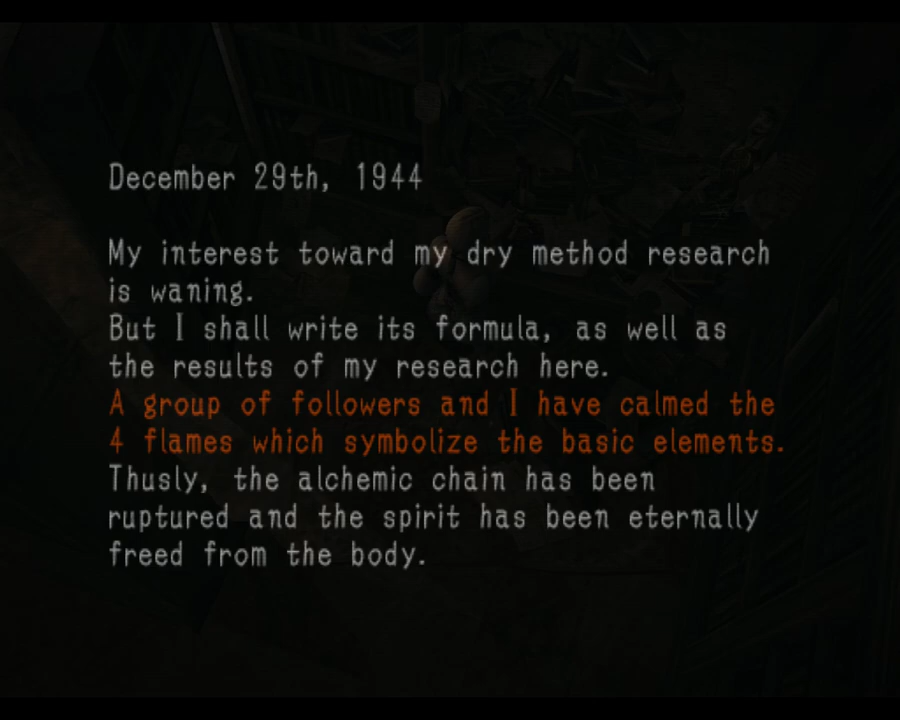 December 29th, 1944
My interest toward my dry method research
is waning.
But I shall write its formula, as well as
the results of my research here.
A group of followers and I have calmed the
4 flames which symbolize the basic elements.
Thusly, the alchemic chain has been
ruptured and the spirit has been eternally
freed from the body.